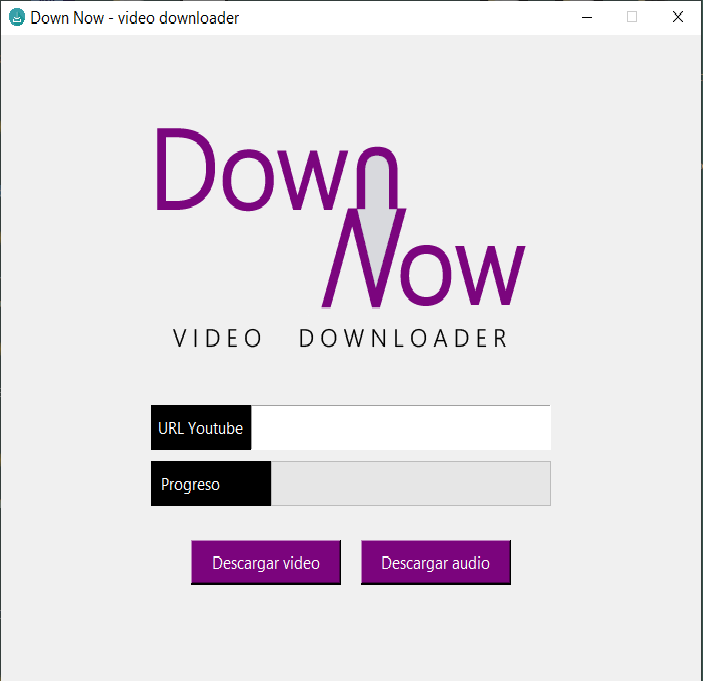 Down Now - video downloader
Down
Now
VIDEO DOWNLOADER
URL Youtube
Progreso
Descargar video
Descargar audio